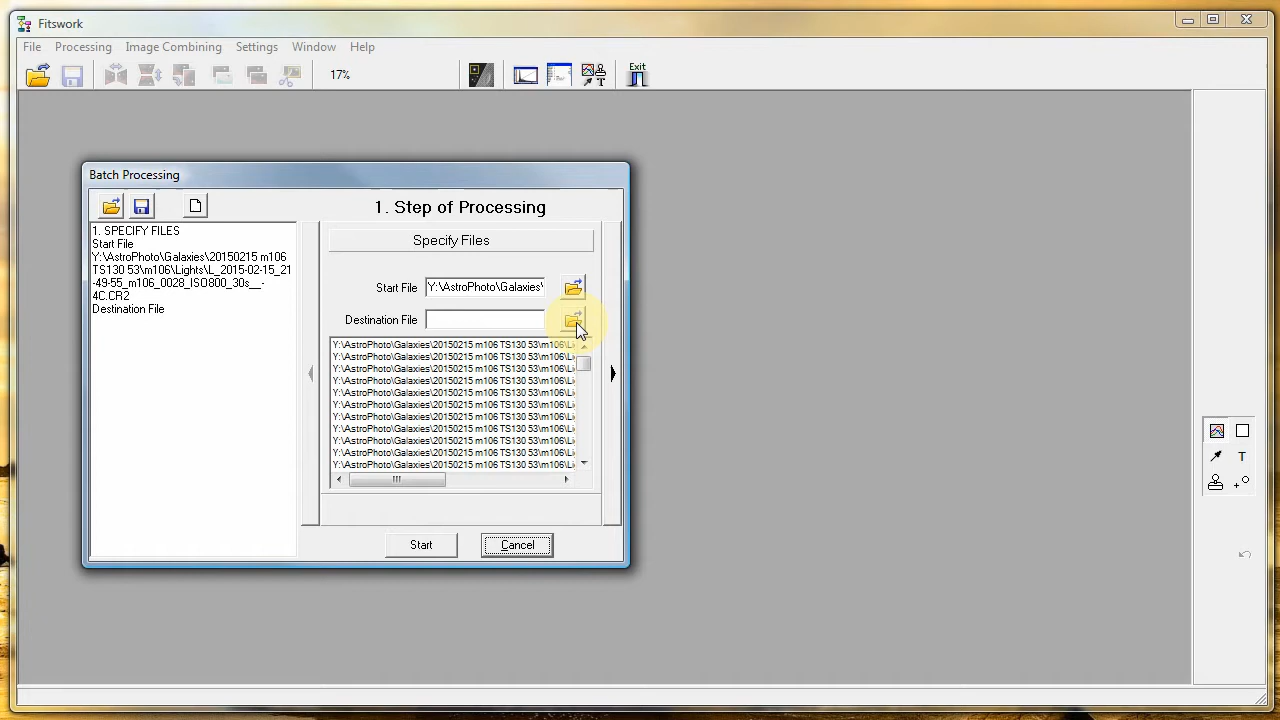 Fitswork
File Processing Image Combining Settings Window Help
17%
Exit
Batch Processing
1. Step of Processing
1. SPECIFY FILES
Start File
Y:\AstroPhoto\Galaxies\20150215 m106
TS130 53\m106\Lights\L_2015-02-15_21
-49-55_m106_0028_ISO800_30s__-
4C.CR2
Destination File
Specify Files
Start File Y:\AstroPhoto\Galaxies\
Destination File
Y:\AstroPhoto\Galaxies\20150215 m106 TS130 53\m106\Li
Y:\AstroPhoto\Galaxies\20150215 m106 TS130 53\m106\Li
Y:\AstroPhoto\Galaxies\20150215 m106 TS130 53\m106\Li
Y:\AstroPhoto\Galaxies\20150215 m106 TS130 53\m106\Li
Y:\AstroPhoto\Galaxies\20150215 m106 TS130 53\m106\Li
Y:\AstroPhoto\Galaxies\20150215 m106 TS130 53\m106\Li
Y:\AstroPhoto\Galaxies\20150215 m106 TS130 53\m106\Li
Y:\AstroPhoto\Galaxies\20150215 m106 TS130 53\m106\Li
Y:\AstroPhoto\Galaxies\20150215 m106 TS130 53\m106\Li
Y:\AstroPhoto\Galaxies\20150215 m106 TS130 53\m106\Li
Y:\AstroPhoto\Galaxies\20150215 m106 TS130 53\m106\Li
Start Cancel
T